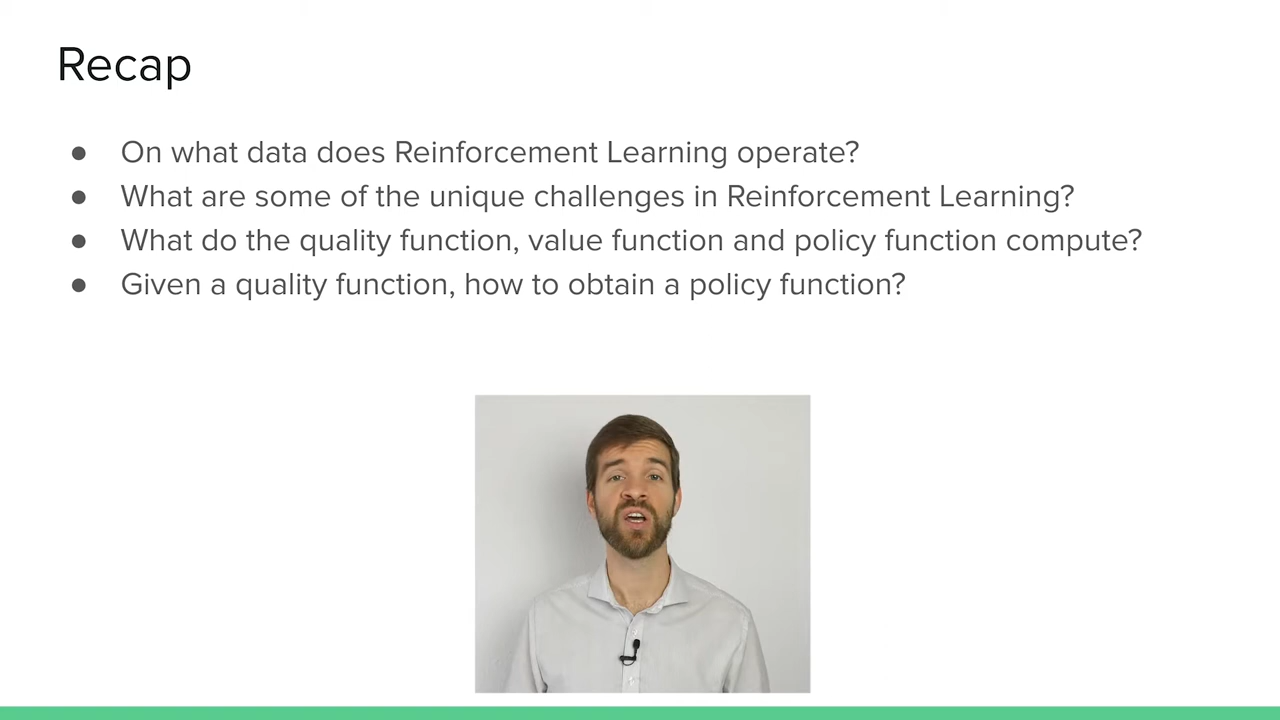 Recap
● On what data does Reinforcement Learning operate?
● What are some of the unique challenges in Reinforcement Learning?
● What do the quality function, value function and policy function compute?
● Given a quality function, how to obtain a policy function?